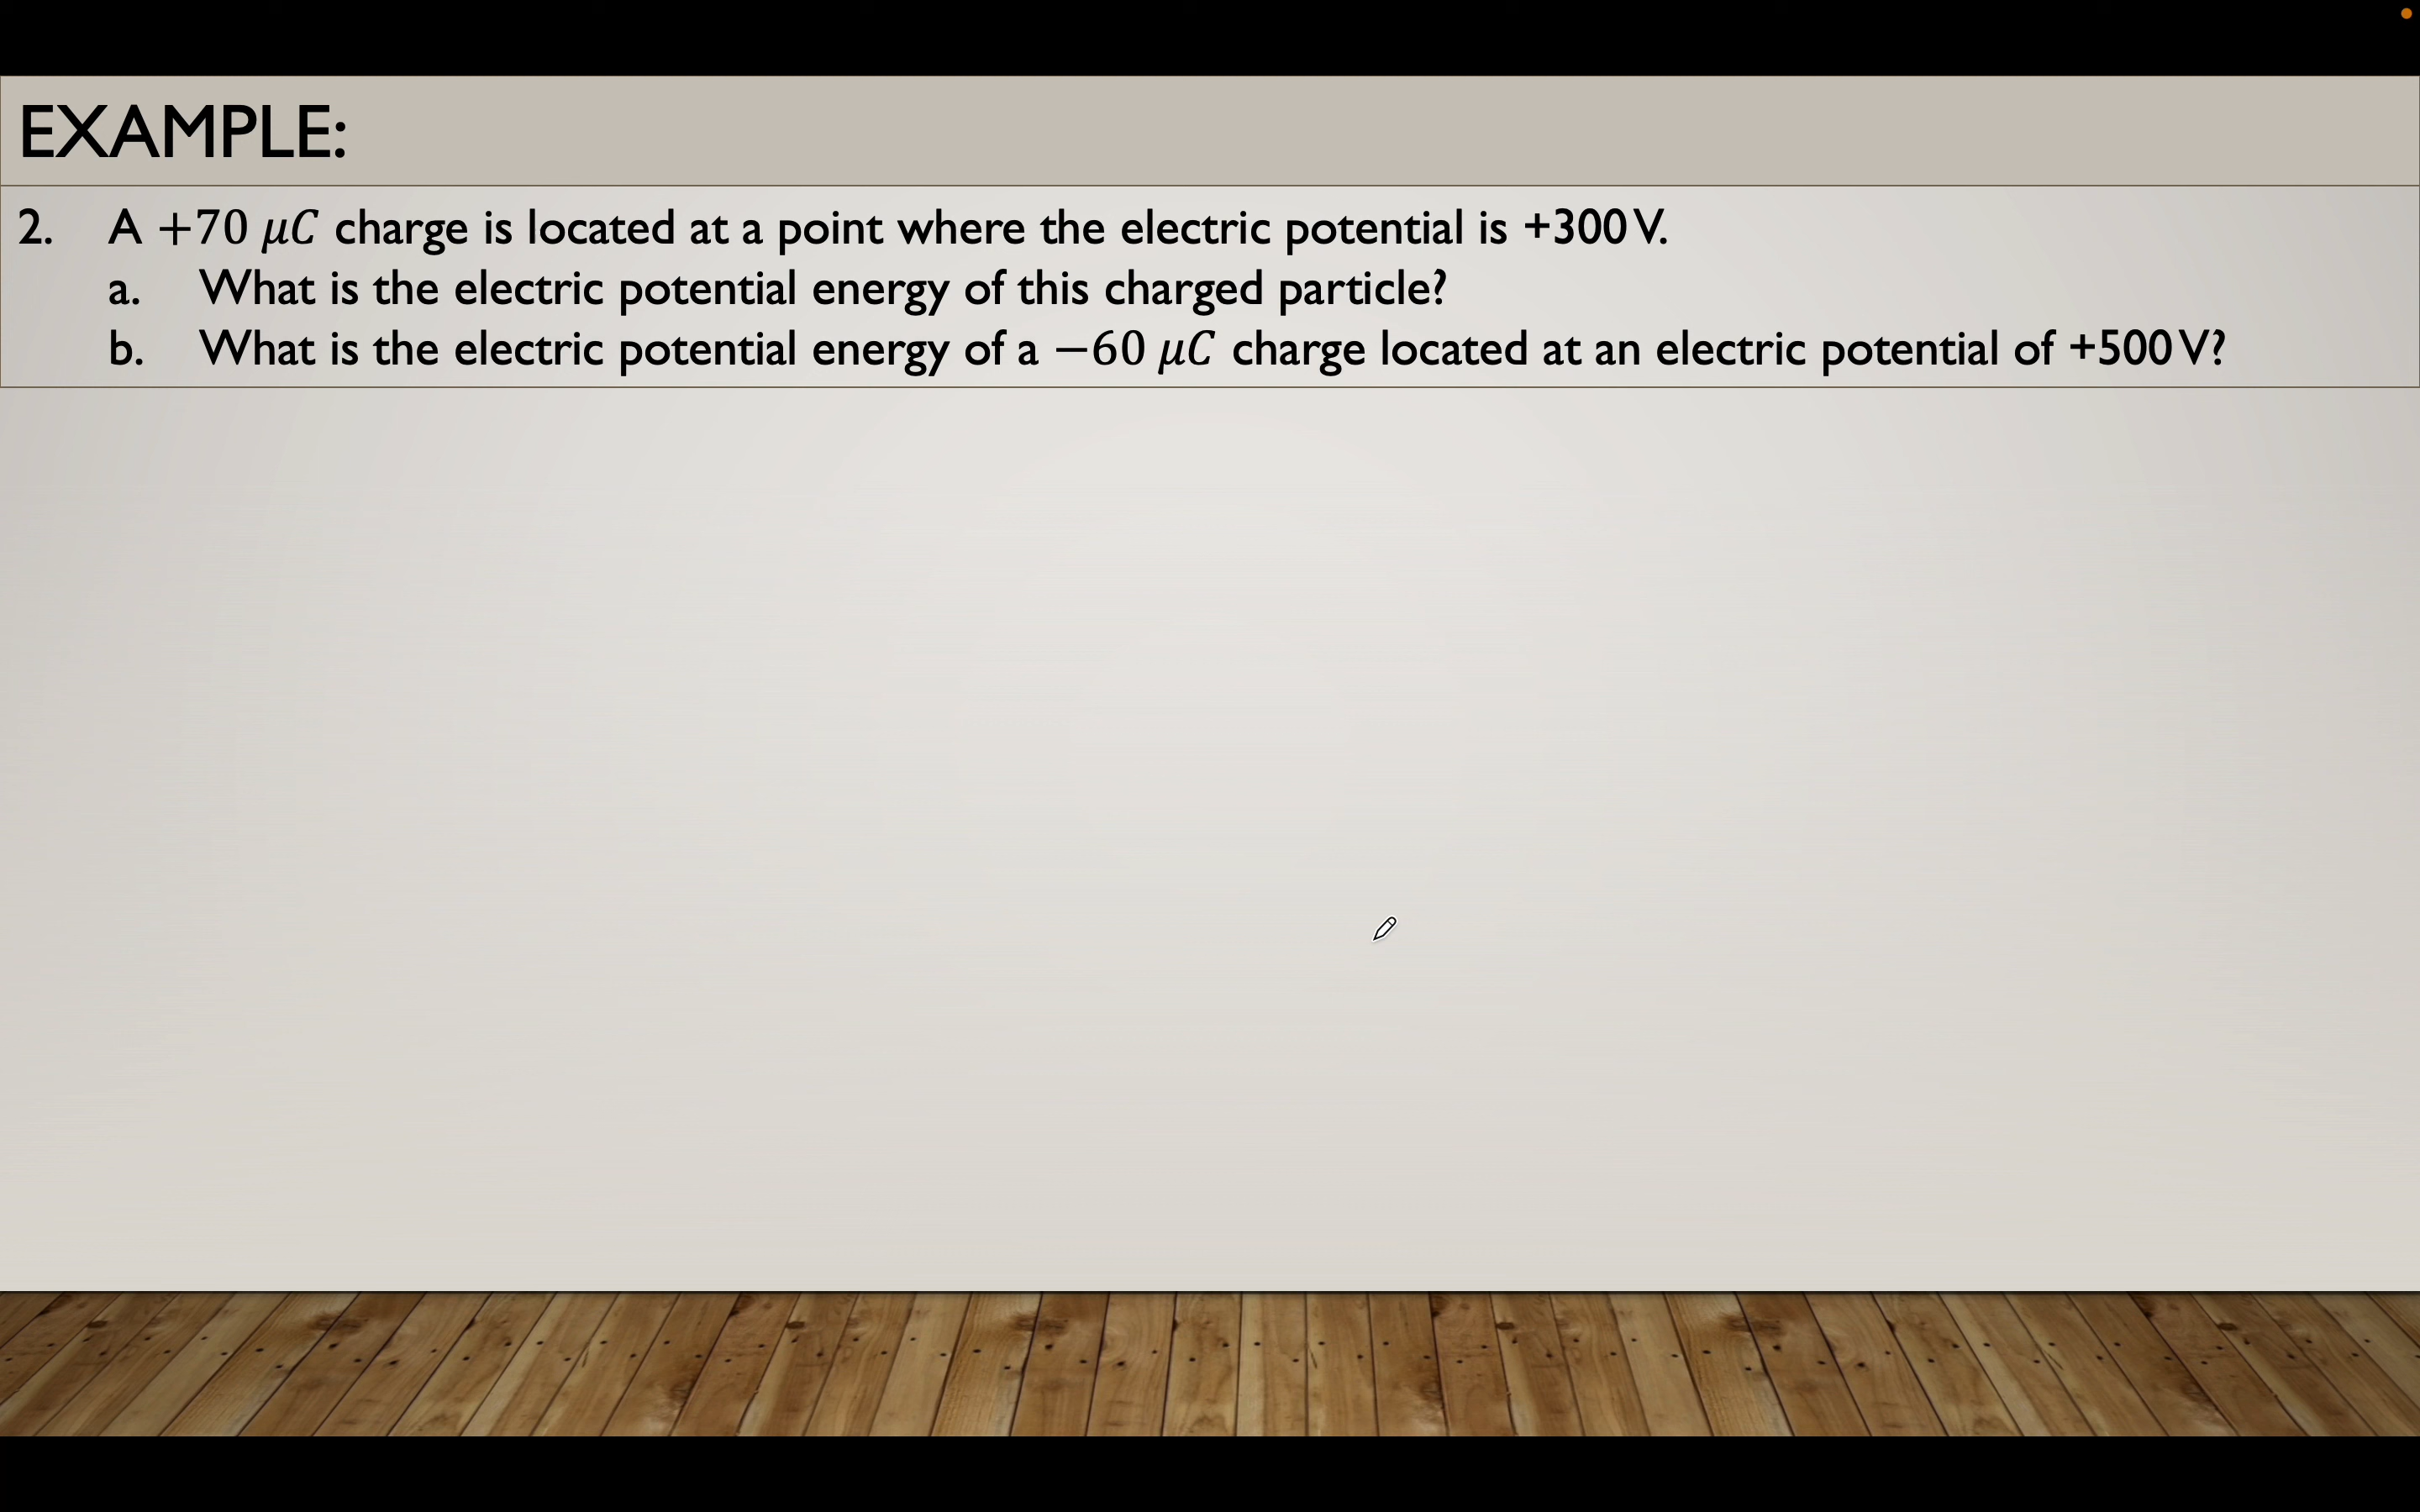 EXAMPLE:
2. A +70 μC charge is located at a point where the electric potential is +300 V.
a. What is the electric potential energy of this charged particle?
b. What is the electric potential energy of a −60 μC charge located at an electric potential of +500 V?